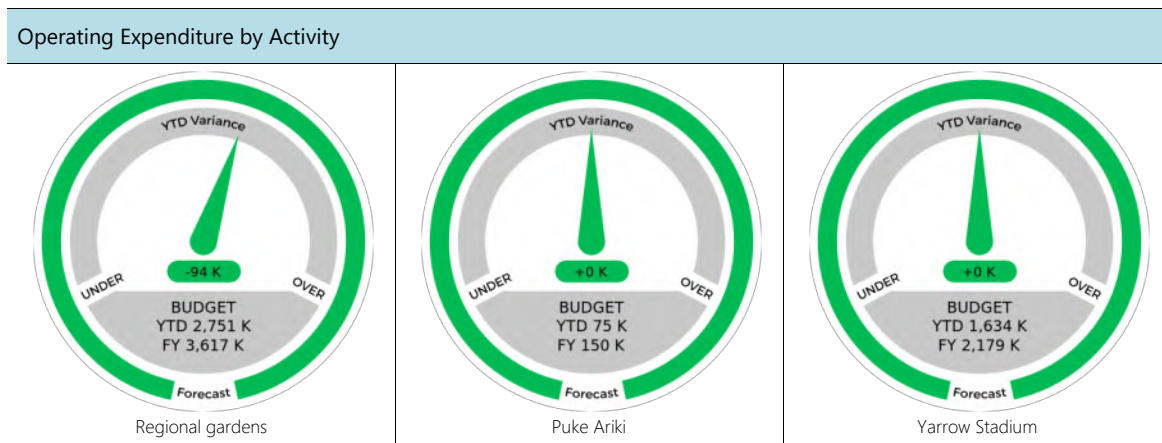 Operating Expenditure by Activity
YTD Variance
-94 K
UNDER
OVER
BUDGET
YTD 2,751 K
FY 3,617 K
Forecast
Regional gardens
YTD Variance
+0 K
UNDER
OVER
BUDGET
YTD 75 K
FY 150 K
Forecast
Puke Ariki
YTD Variance
+0 K
UNDER
OVER
BUDGET
YTD 1,634 K
FY 2,179 K
Forecast
Yarrow Stadium